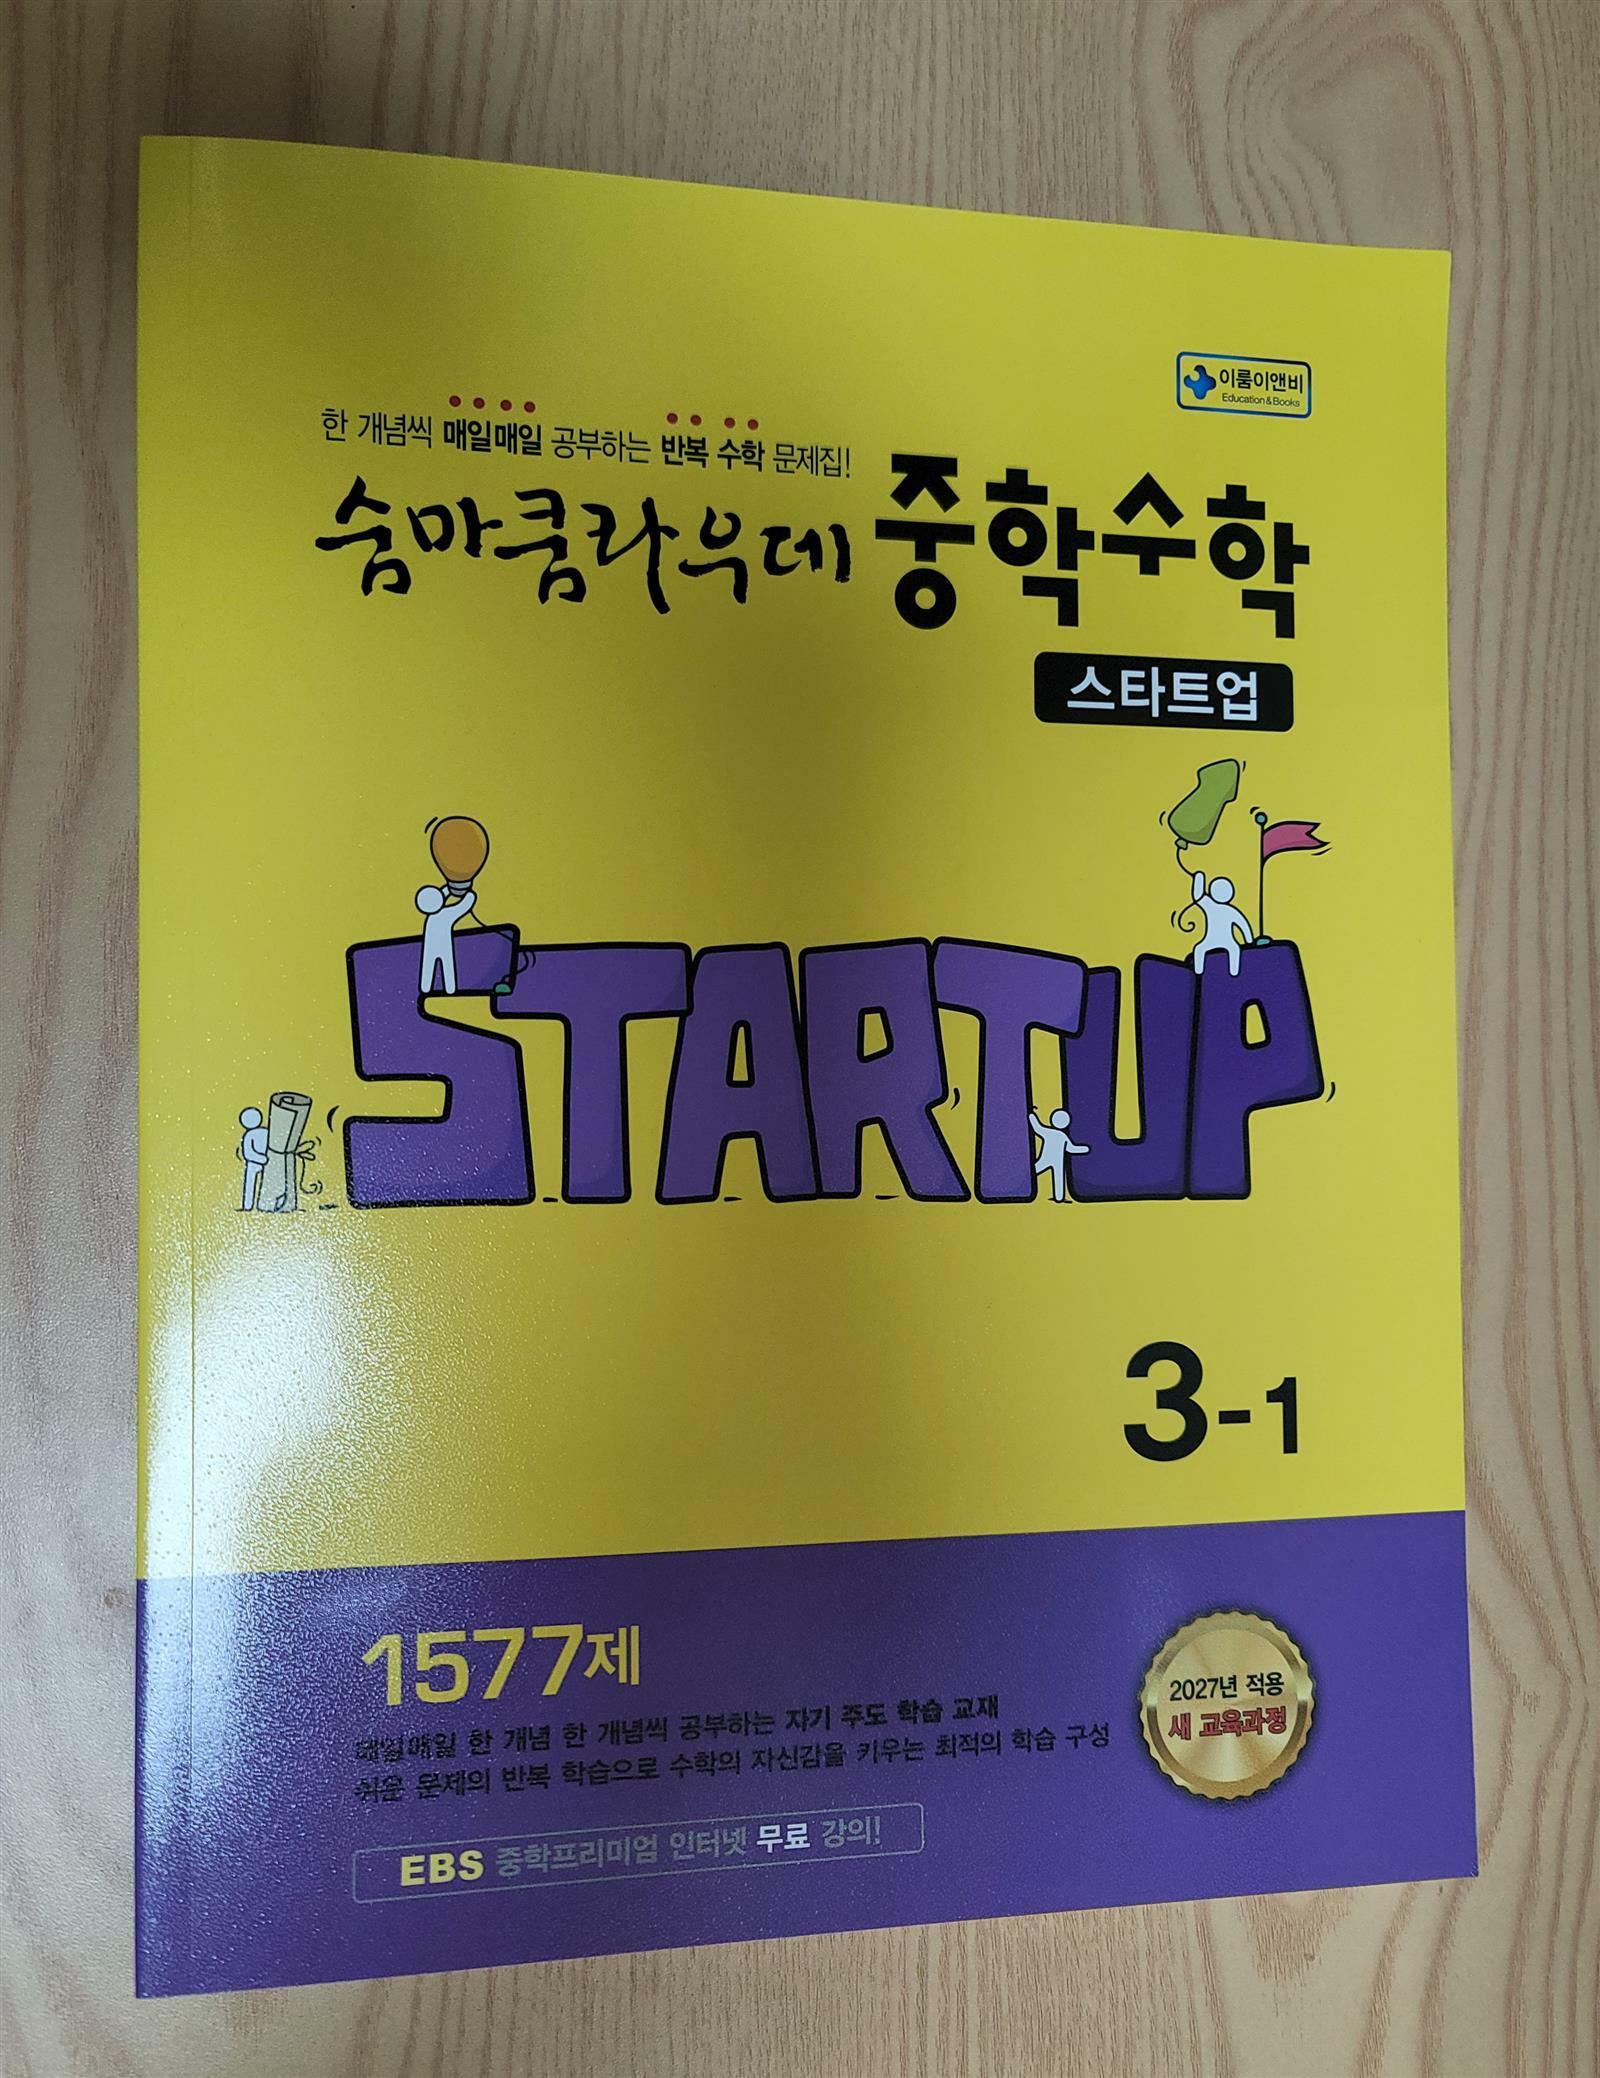 이룸이앤비
Education & Books
한 개념씩 매일매일 공부하는 반복 수학 문제집!
숨마쿰라우데 중학수학
스타트업
STARTUP
3-1
1577제
매일매일 한 개념 한 개념씩 공부하는 자기 주도 학습 교재
쉬운 문제의 반복 학습으로 수학의 자신감을 키우는 최적의 학습 구성
2027년 적용
새 교육과정
EBS 중학프리미엄 인터넷 무료 강의!